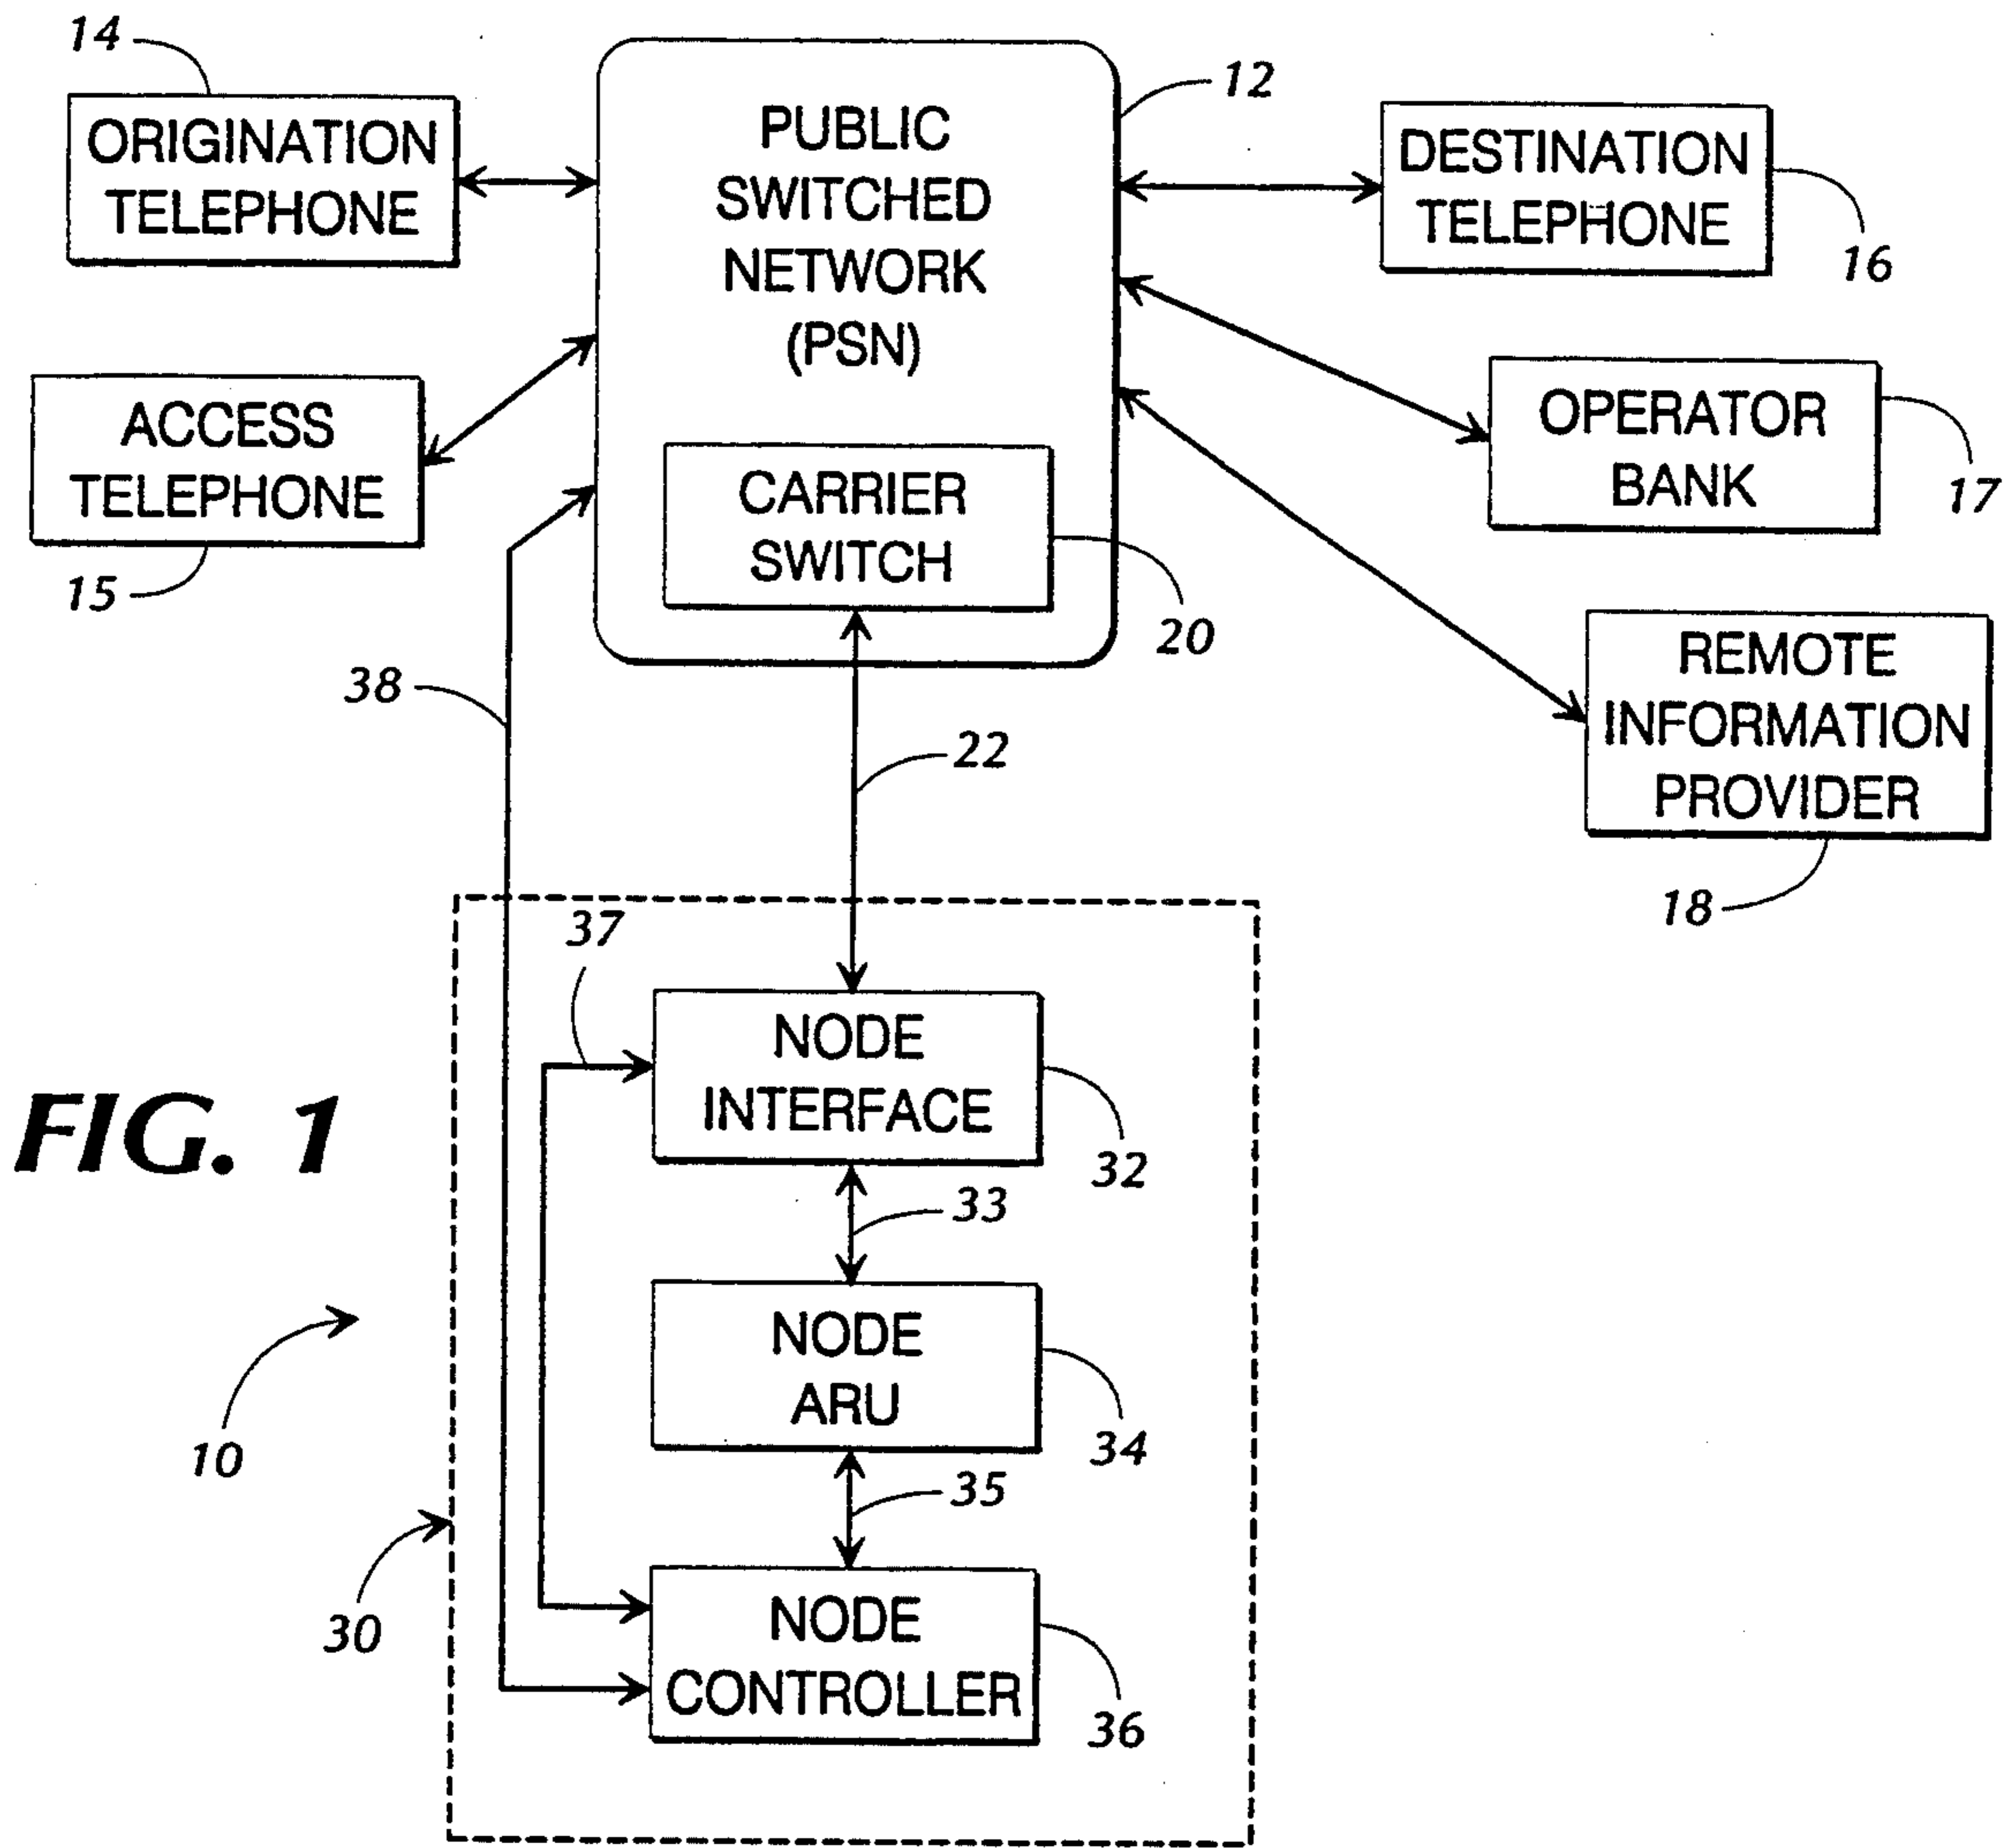 14
ORIGINATION
TELEPHONE
PUBLIC
SWITCHED
NETWORK
(PSN)
12
DESTINATION
TELEPHONE
16
ACCESS
TELEPHONE
15
CARRIER
SWITCH
20
OPERATOR
BANK
17
REMOTE
INFORMATION
PROVIDER
18
38
22
37
NODE
INTERFACE
32
33
FIG. 1
NODE
ARU
34
10
35
30
NODE
CONTROLLER
36